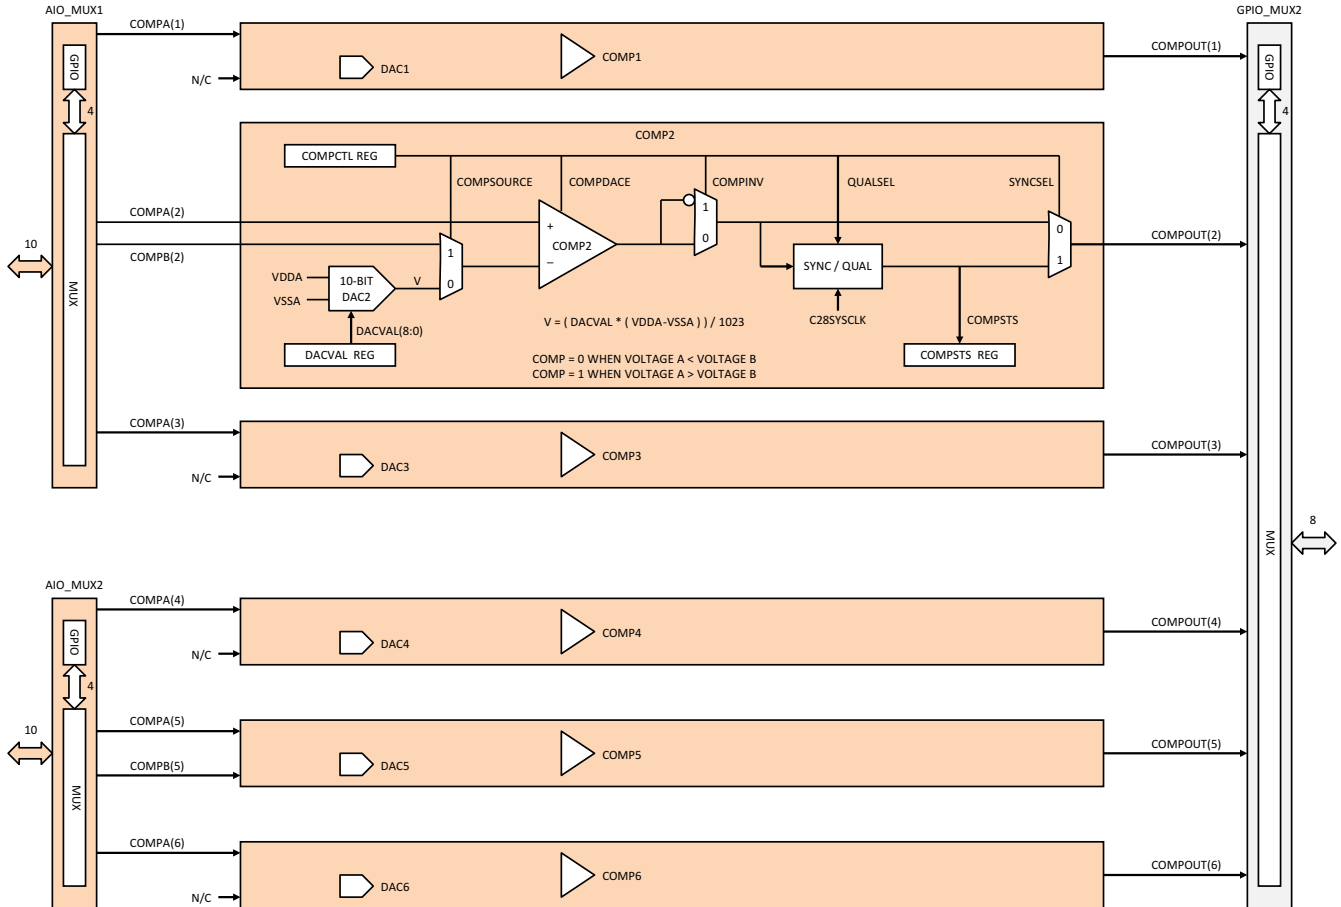 AIO_MUX1
GPIO_MUX2
COMPA(1)
GPIO
4
N/C
DAC1
COMP1
COMPOUT(1)
GPIO
4
COMP2
COMPCTL REG
COMPSOURCE
COMPDACE
COMPINV
QUALSEL
SYNCSEL
COMPA(2)
COMPB(2)
10
MUX
1
0
+
COMP2
–
1
0
SYNC / QUAL
0
1
COMPOUT(2)
VDDA
VSSA
10-BIT
DAC2
V
DACVAL(8:0)
DACVAL REG
V = ( DACVAL * ( VDDA-VSSA ) ) / 1023
C28SYSCLK
COMPSTS
COMPSTS REG
COMP = 0 WHEN VOLTAGE A < VOLTAGE B
COMP = 1 WHEN VOLTAGE A > VOLTAGE B
COMPA(3)
N/C
DAC3
COMP3
COMPOUT(3)
MUX
8
AIO_MUX2
COMPA(4)
GPIO
4
N/C
DAC4
COMP4
COMPOUT(4)
10
MUX
COMPA(5)
COMPB(5)
DAC5
COMP5
COMPOUT(5)
COMPA(6)
N/C
DAC6
COMP6
COMPOUT(6)